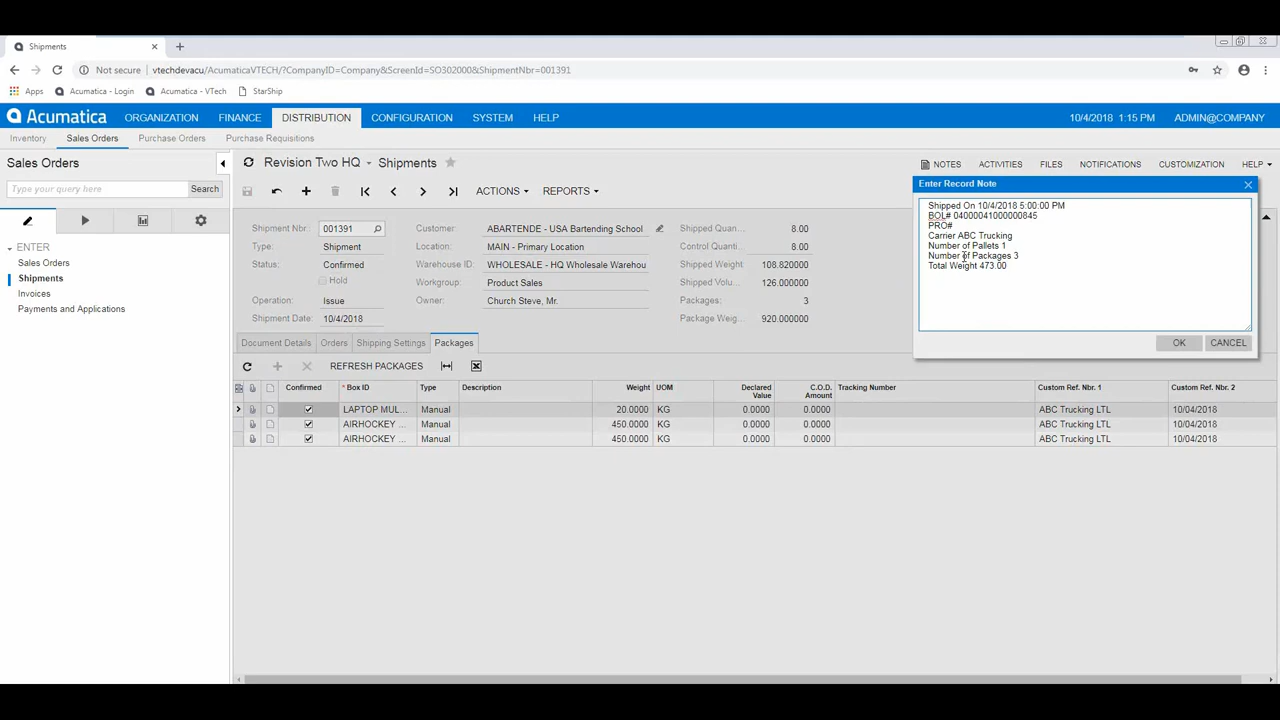 Shipments
Not secure vtechdevacu/AcumaticaVTECH/?CompanyID=Company&ScreenId=SO302000&ShipmentNbr=001391
Apps Acumatica - Login Acumatica - VTech StarShip
Acumatica ORGANIZATION FINANCE DISTRIBUTION CONFIGURATION SYSTEM HELP 10/4/2018 1:15 PM ADMIN@COMPANY
Inventory Sales Orders Purchase Orders Purchase Requisitions
Sales Orders
Type your query here Search
ENTER
Sales Orders
Shipments
Invoices
Payments and Applications
Revision Two HQ Shipments NOTES ACTIVITIES FILES NOTIFICATIONS CUSTOMIZATION HELP
ACTIONS REPORTS
Shipment Nbr: 001391 Customer: ABARTENDE - USA Bartending School Shipped Quan... 8.00
Type: Shipment Location: MAIN - Primary Location Control Quanti... 8.00
Status: Confirmed Warehouse ID: WHOLESALE - HQ Wholesale Warehou Shipped Weight: 108.820000
Hold Workgroup: Product Sales Shipped Volu... 126.000000
Operation: Issue Owner: Church Steve, Mr. Packages: 3
Shipment Date: 10/4/2018 Package Weig... 920.000000
Enter Record Note
Shipped On 10/4/2018 5:00:00 PM
BOL# 04000041000000845
PRO#
Carrier ABC Trucking
Number of Pallets 1
Number of Packages 3
Total Weight 473.00
OK CANCEL
Document Details Orders Shipping Settings Packages
REFRESH PACKAGES
Confirmed * Box ID Type Description Weight UOM Declared Value C.O.D. Amount Tracking Number Custom Ref. Nbr. 1 Custom Ref. Nbr. 2
LAPTOP MUL... Manual 20.0000 KG 0.0000 0.0000 ABC Trucking LTL 10/04/2018
AIRHOCKEY ... Manual 450.0000 KG 0.0000 0.0000 ABC Trucking LTL 10/04/2018
AIRHOCKEY ... Manual 450.0000 KG 0.0000 0.0000 ABC Trucking LTL 10/04/2018